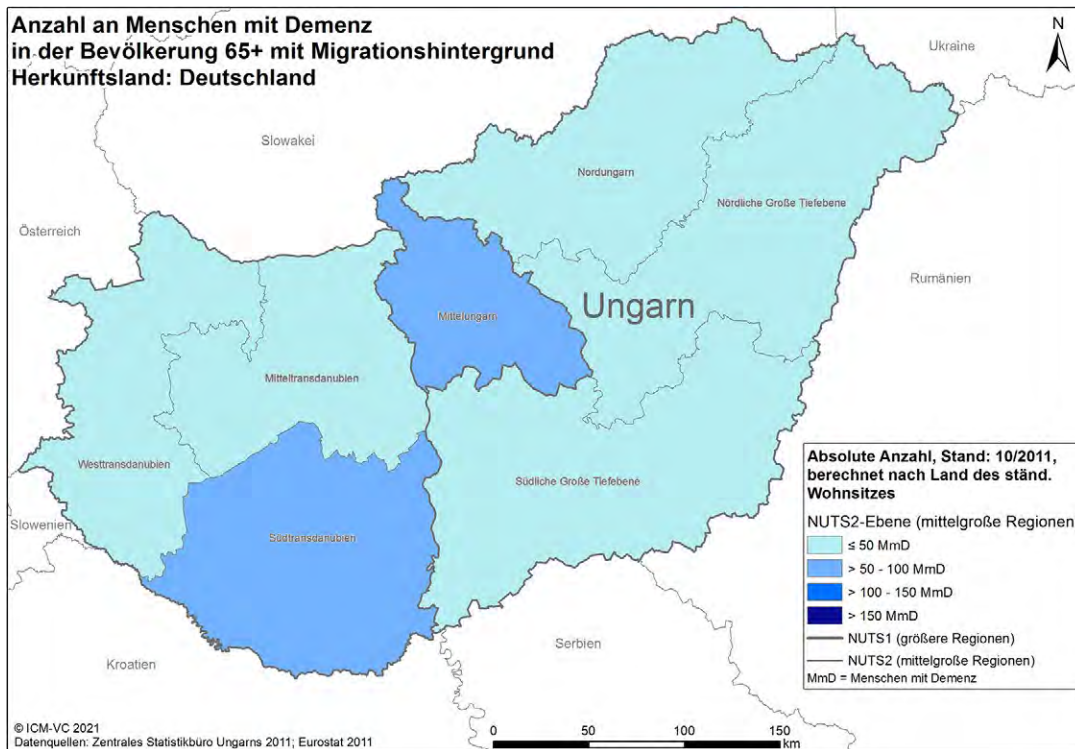 Anzahl an Menschen mit Demenz
in der Bevölkerung 65+ mit Migrationshintergrund
Herkunftsland: Deutschland
N
Ukraine
Slowakei
Nordungarn
Nördliche Große Tiefebene
Österreich
Rumänien
Ungarn
Mittelungarn
Mitteltransdanubien
Westtransdanubien
Südliche Große Tiefebene
Slowenien
Südtransdanubien
Kroatien
Serbien
Absolute Anzahl, Stand: 10/2011,
berechnet nach Land des ständ.
Wohnsitzes
NUTS2-Ebene (mittelgroße Regionen)
≤ 50 MmD
> 50 - 100 MmD
> 100 - 150 MmD
> 150 MmD
NUTS1 (größere Regionen)
NUTS2 (mittelgroße Regionen)
MmD = Menschen mit Demenz
© ICM-VC 2021
Datenquellen: Zentrales Statistikbüro Ungarns 2011; Eurostat 2011
0 50 100 150
km